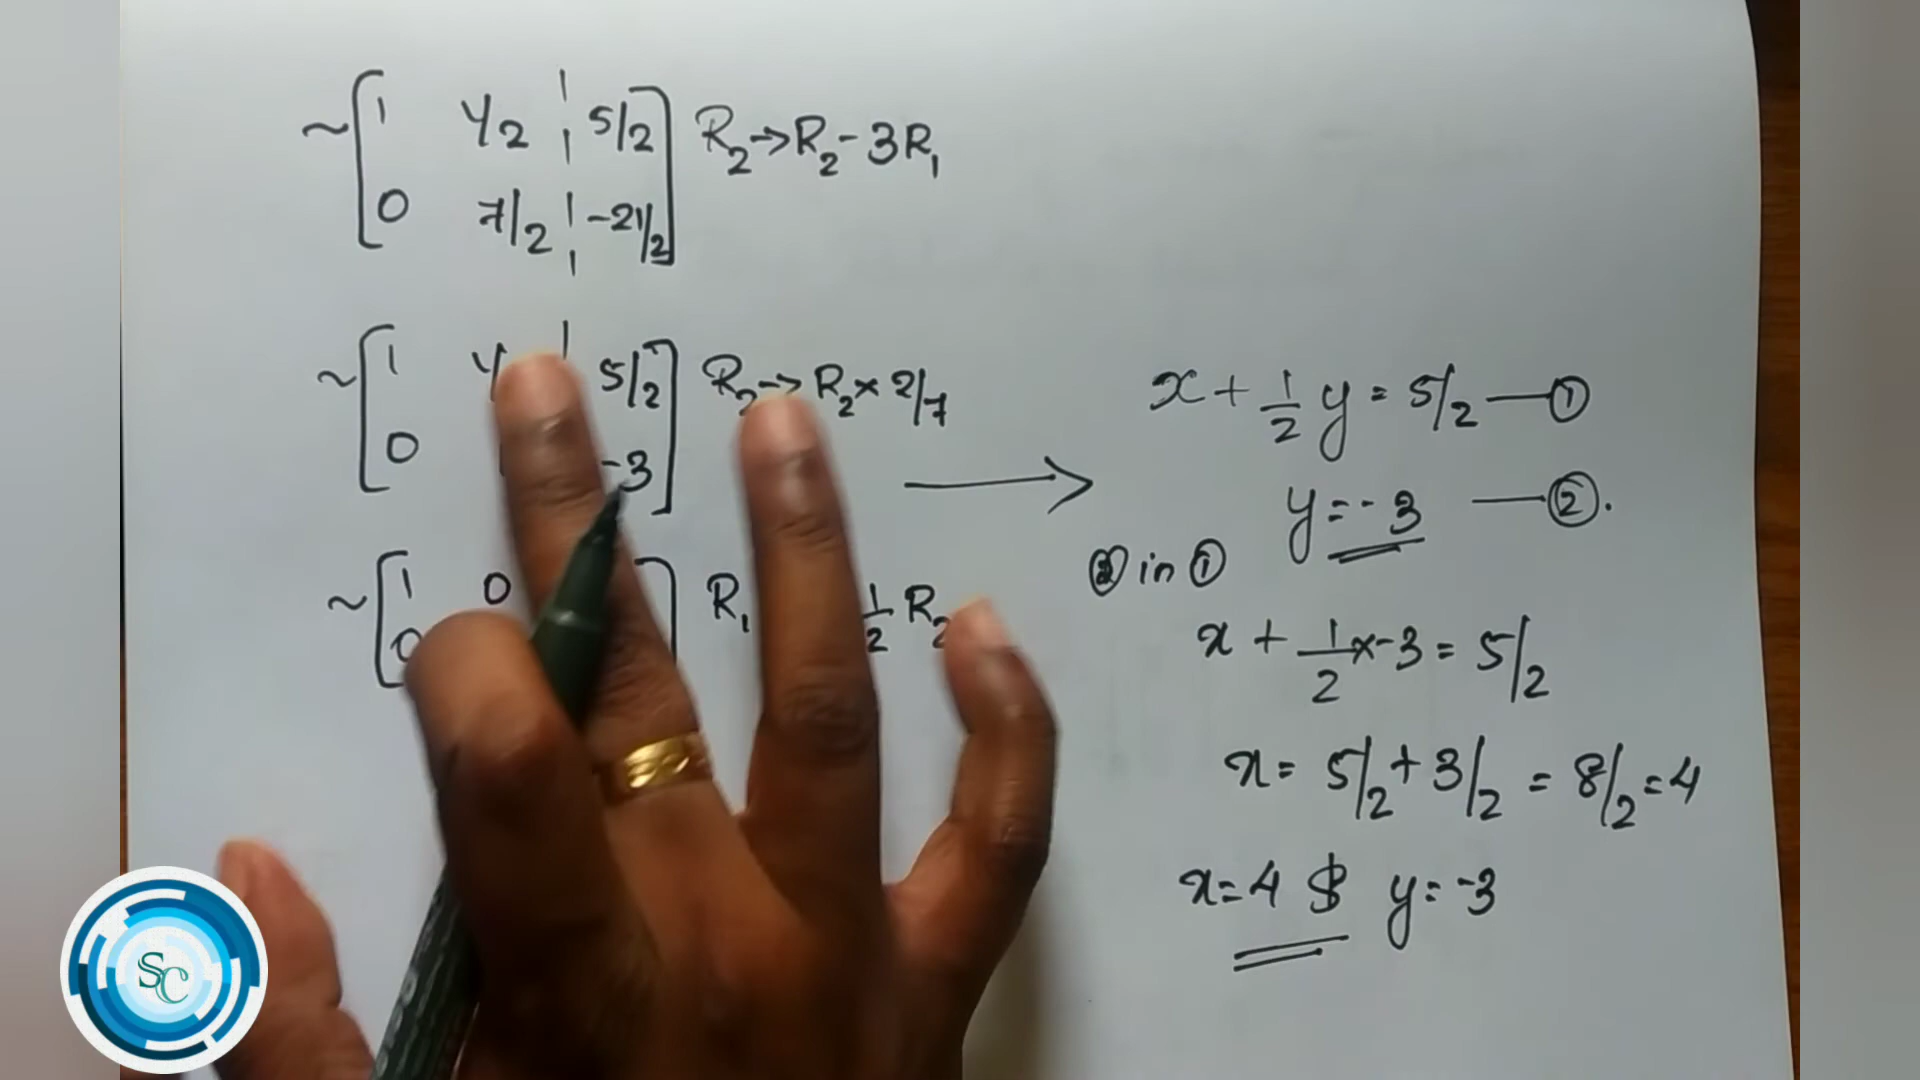 ~ [ 1 1/2 | 5/2 ] R₂→R₂-3R₁
0 7/2 | -21/2
~ [ 1 5/2 ] R₂→R₂×2/7
0 -3
~ [ 1 0 R₁ 1/2 R₂
0
x + 1/2 y = 5/2 — ①
y = -3 — ②.
② in ①
x + 1/2 × -3 = 5/2
x = 5/2 + 3/2 = 8/2 = 4
x = 4 & y = -3
SC